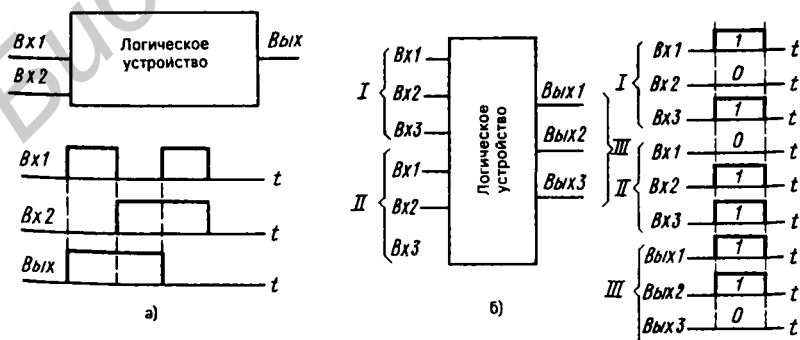 Вх1
Вх2
Логическое
устройство
Вых
Вх1
t
Вх2
t
Вых
t
а)
I
Вх1
Вх2
Вх3
II
Вх1
Вх2
Вх3
Логическое
устройство
Вых1
Вых2
Вых3
III
б)
I
Вх1 1 t
Вх2 0 t
Вх3 1 t
II
Вх1 0 t
Вх2 1 t
Вх3 1 t
III
Вых1 1 t
Вых2 1 t
Вых3 0 t